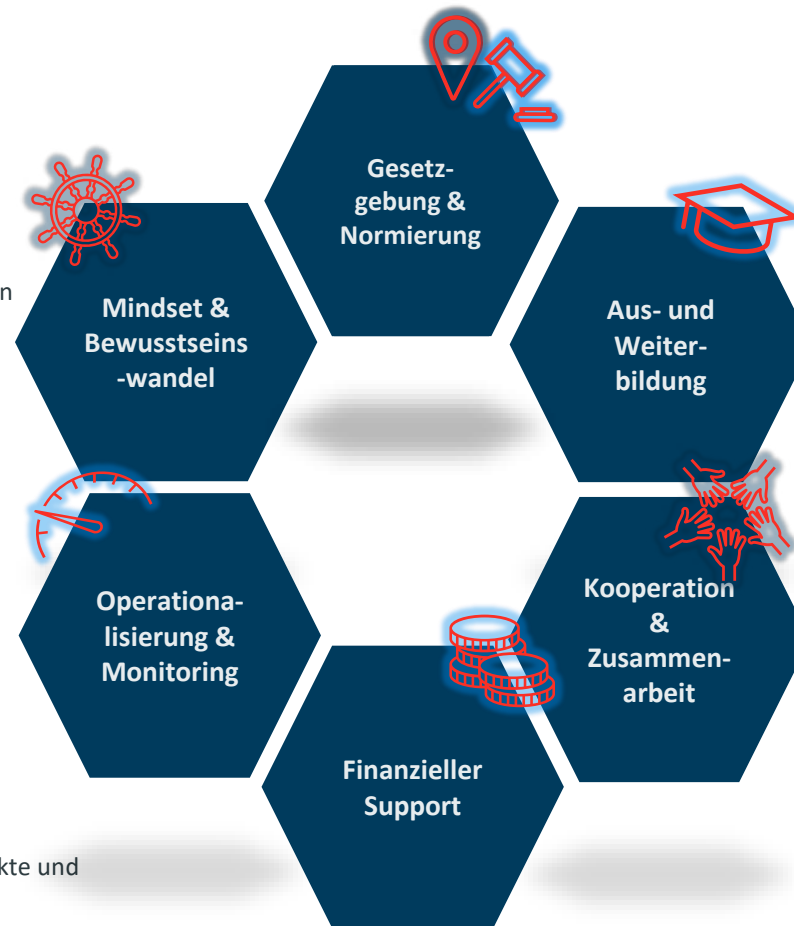 Gesetz-
gebung &
Normierung
n
Mindset &
Bewusstseins
-wandel
Aus- und
Weiter-
bildung
Operationa-
lisierung &
Monitoring
Kooperation
&
Zusammen-
arbeit
Finanzieller
Support
kte und